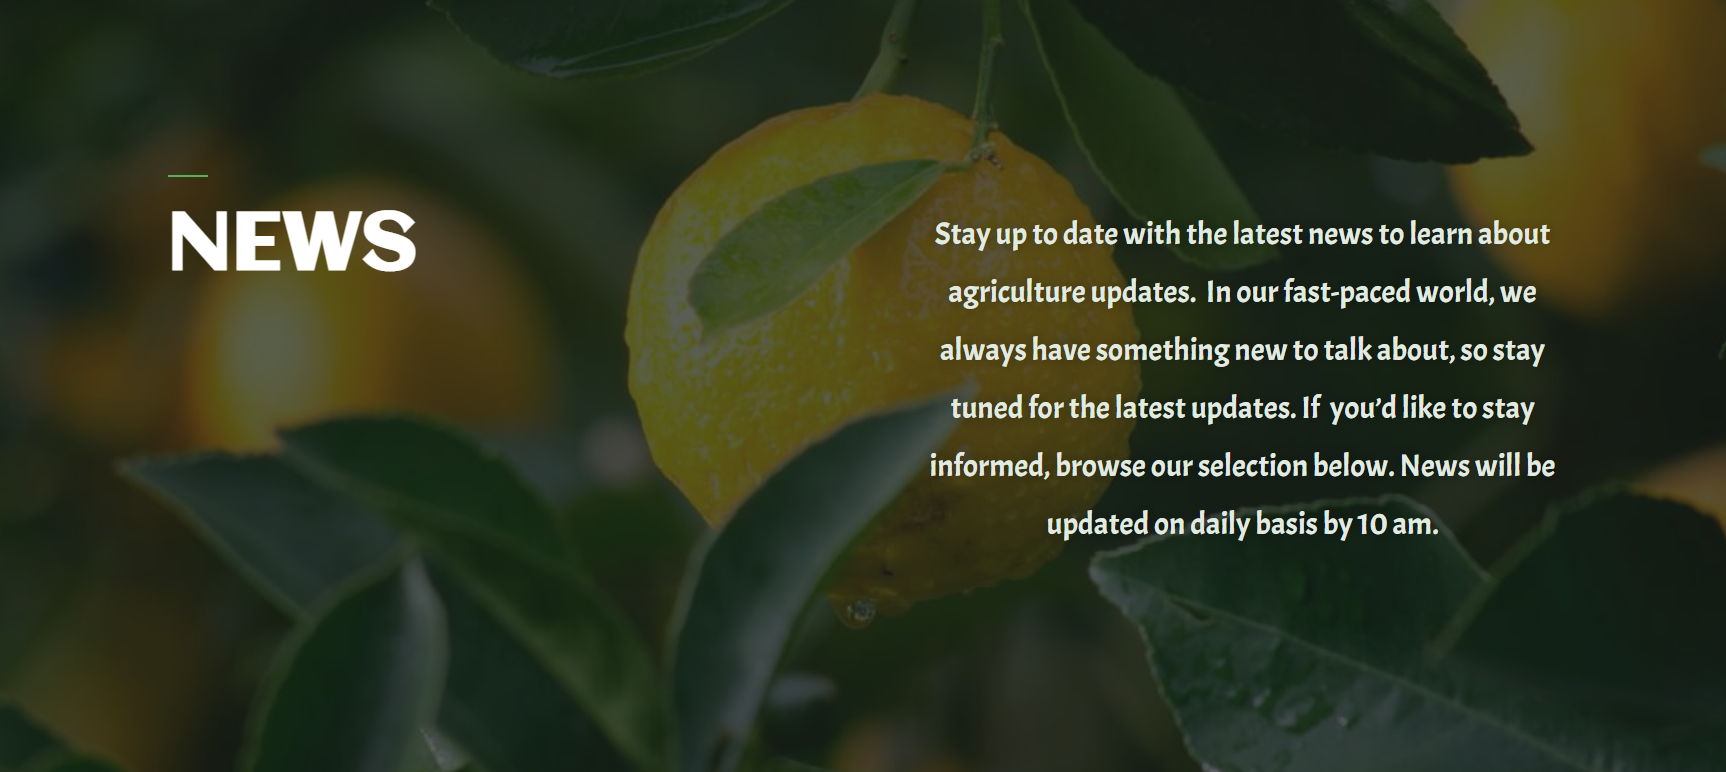 NEWS
Stay up to date with the latest news to learn about
agriculture updates.  In our fast-paced world, we
always have something new to talk about, so stay
tuned for the latest updates. If  you’d like to stay
informed, browse our selection below. News will be
updated on daily basis by 10 am.